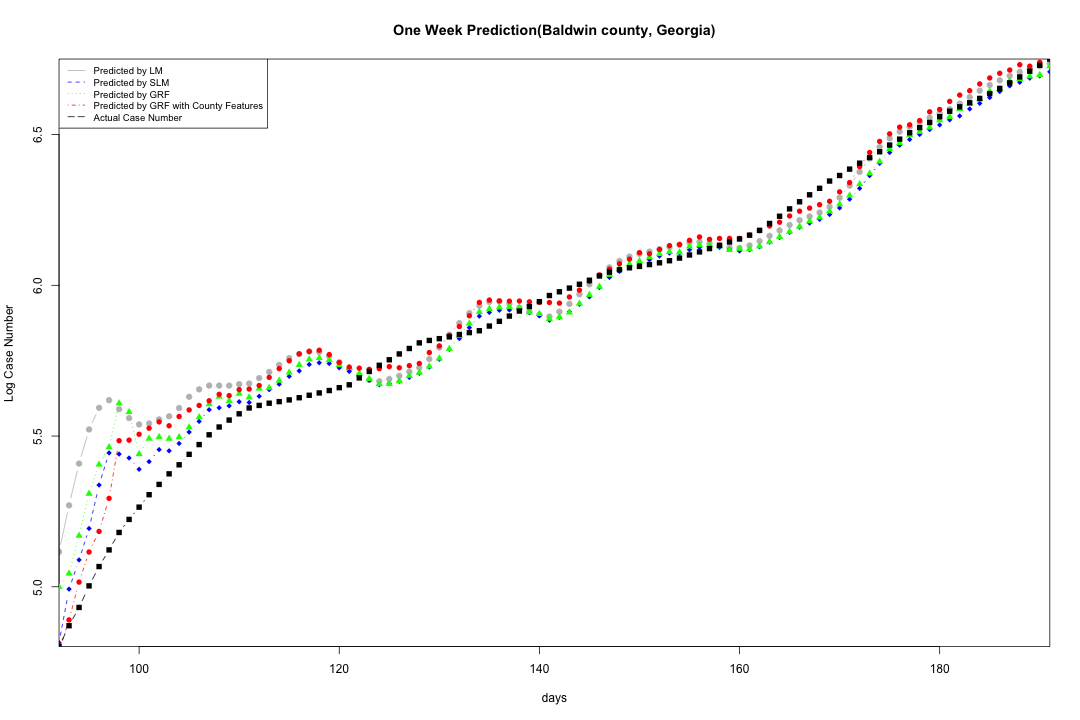 One Week Prediction(Baldwin county, Georgia)
Predicted by LM
Predicted by SLM
Predicted by GRF
Predicted by GRF with County Features
Actual Case Number
Log Case Number
6.5
6.0
5.5
5.0
100 120 140 160 180
days